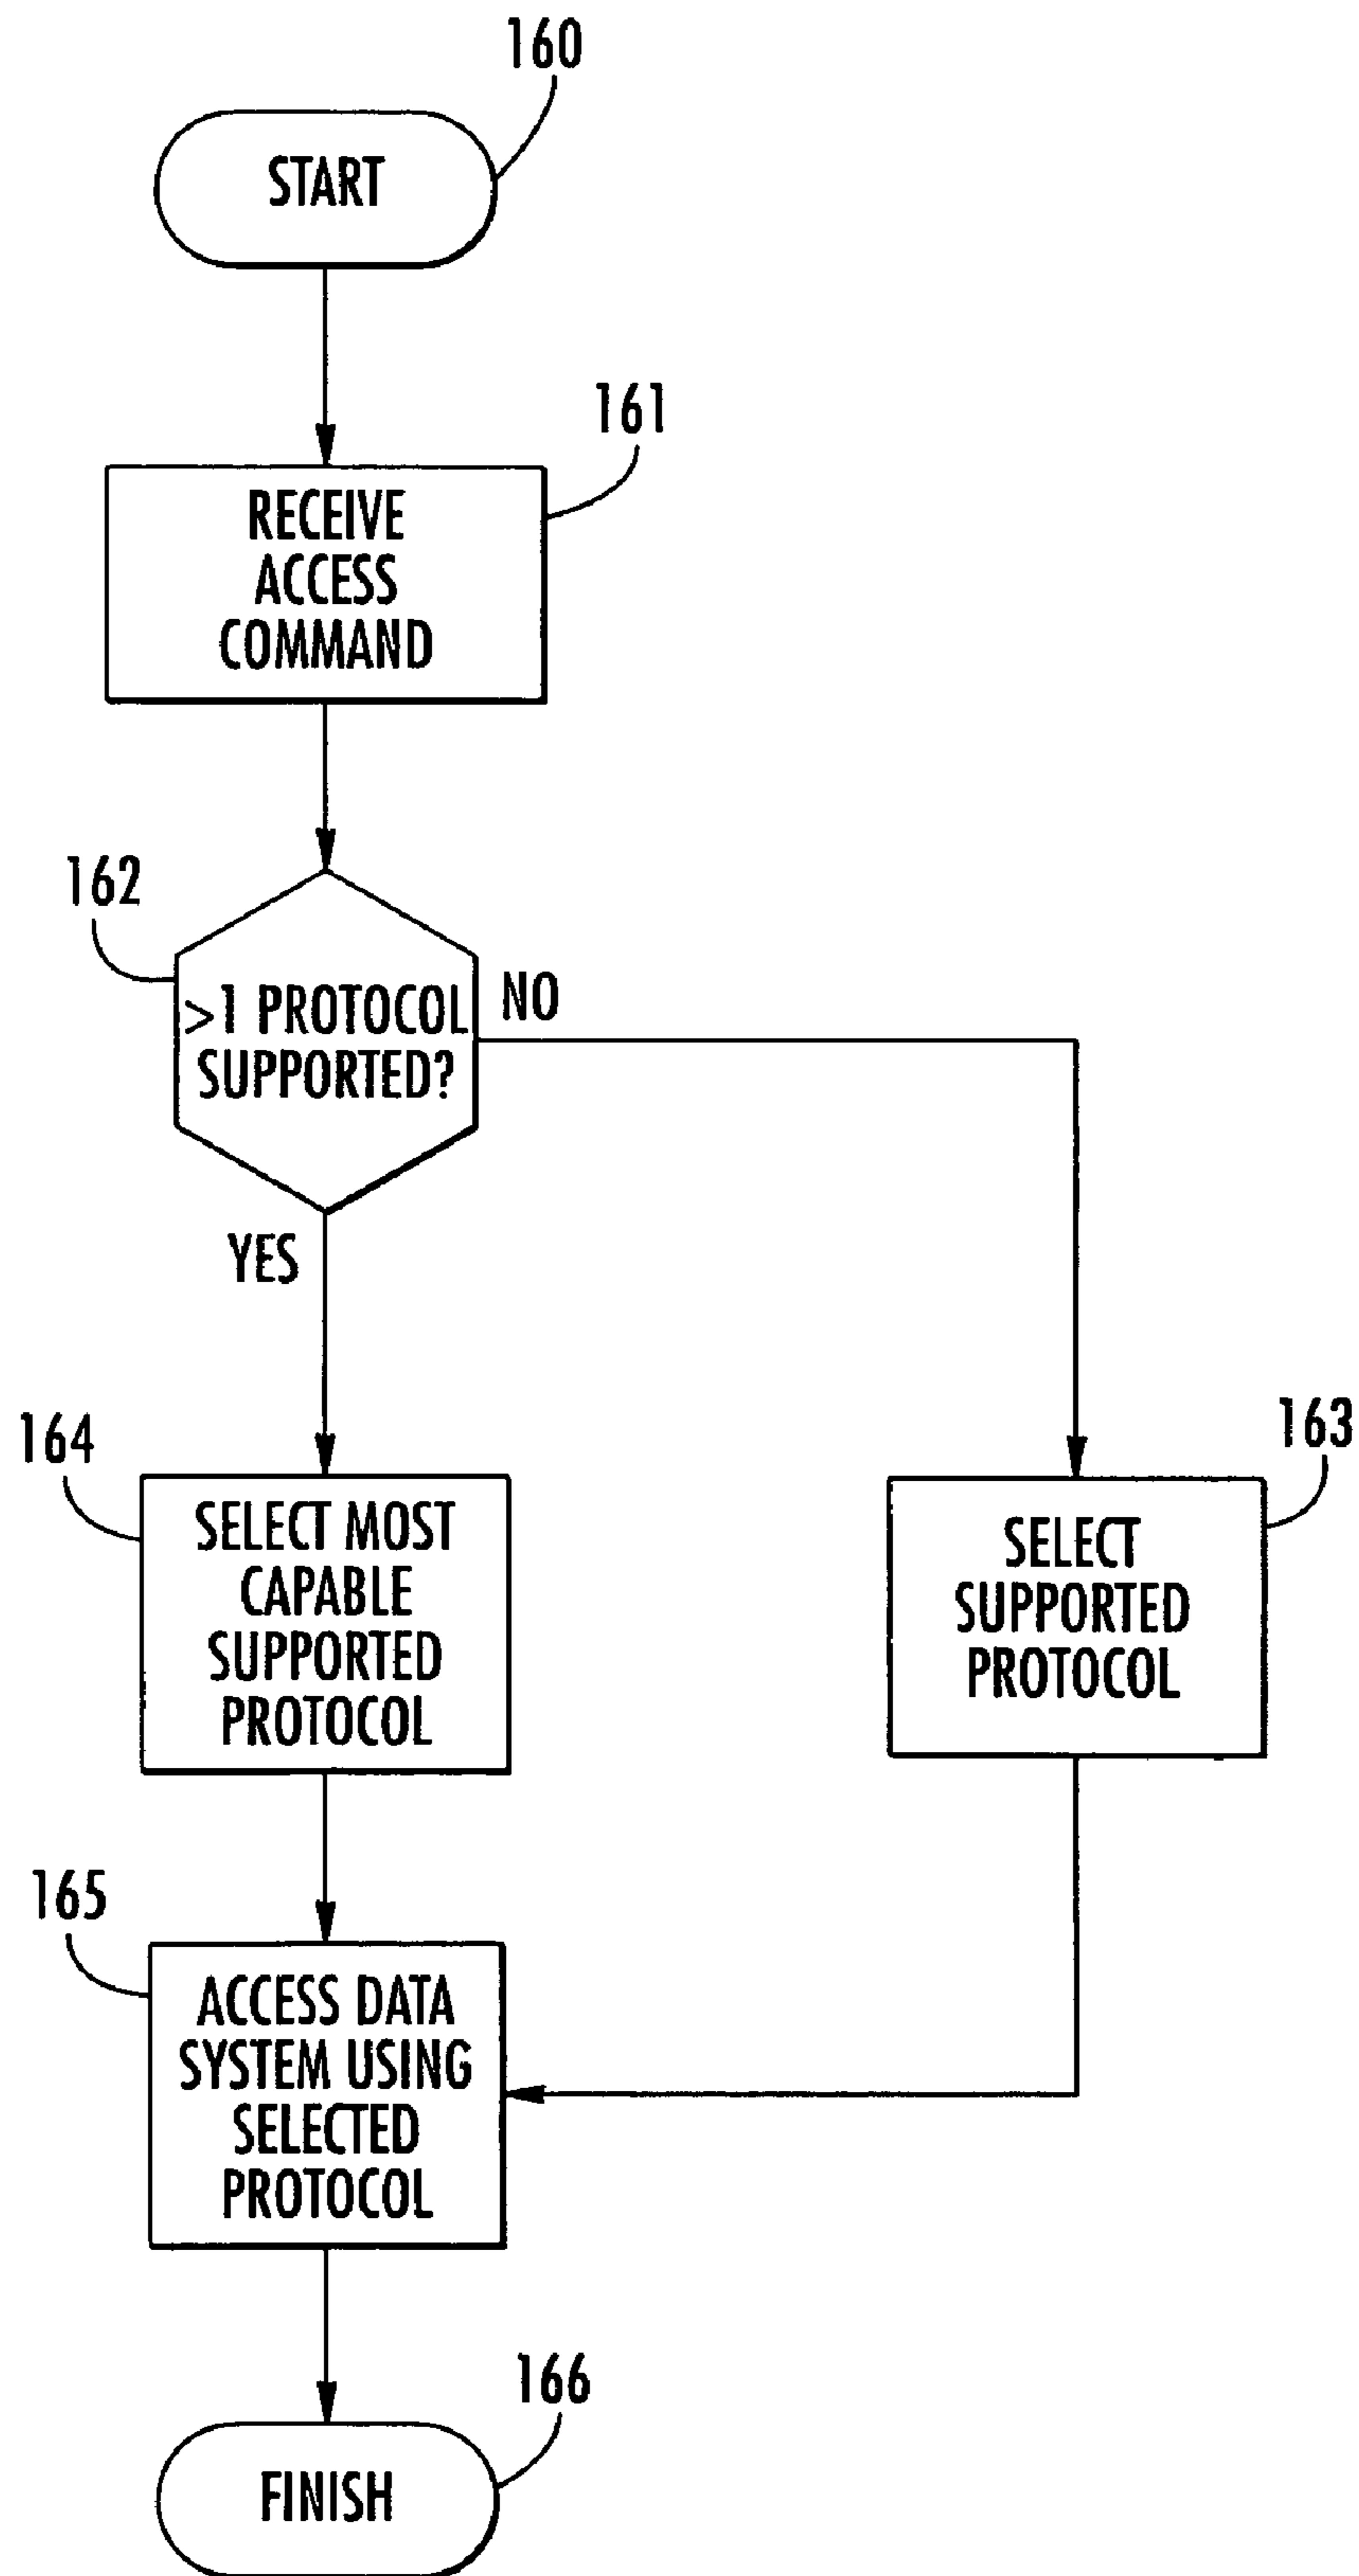 160
START
161
RECEIVE
ACCESS
COMMAND
162
>1 PROTOCOL
SUPPORTED?
NO
YES
164
SELECT MOST
CAPABLE
SUPPORTED
PROTOCOL
163
SELECT
SUPPORTED
PROTOCOL
165
ACCESS DATA
SYSTEM USING
SELECTED
PROTOCOL
166
FINISH